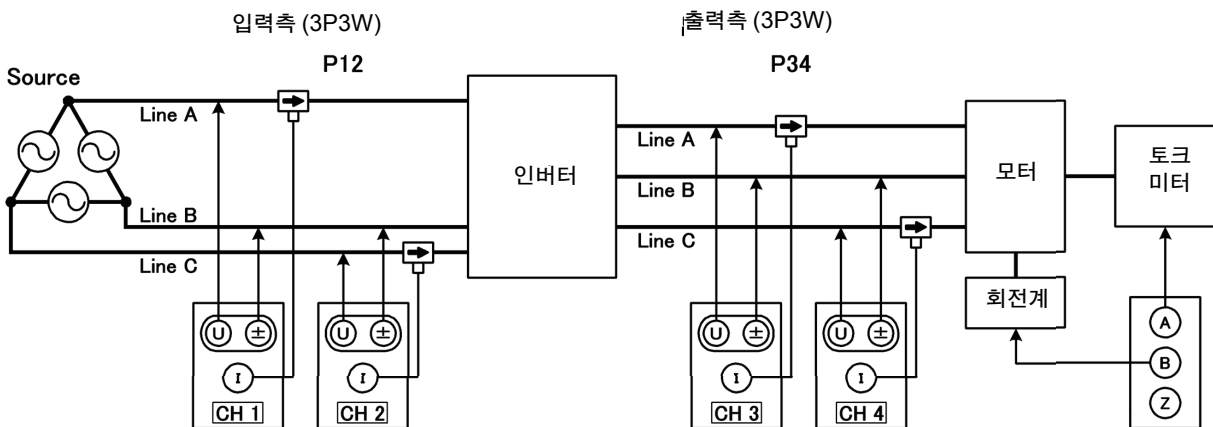 입력측 (3P3W)
출력측 (3P3W)
P12
P34
Source
Line A
Line B
Line C
인버터
Line A
Line B
Line C
모터
토크
미터
회전계
U ±
I
CH 1
U ±
I
CH 2
U ±
I
CH 3
U ±
I
CH 4
A
B
Z